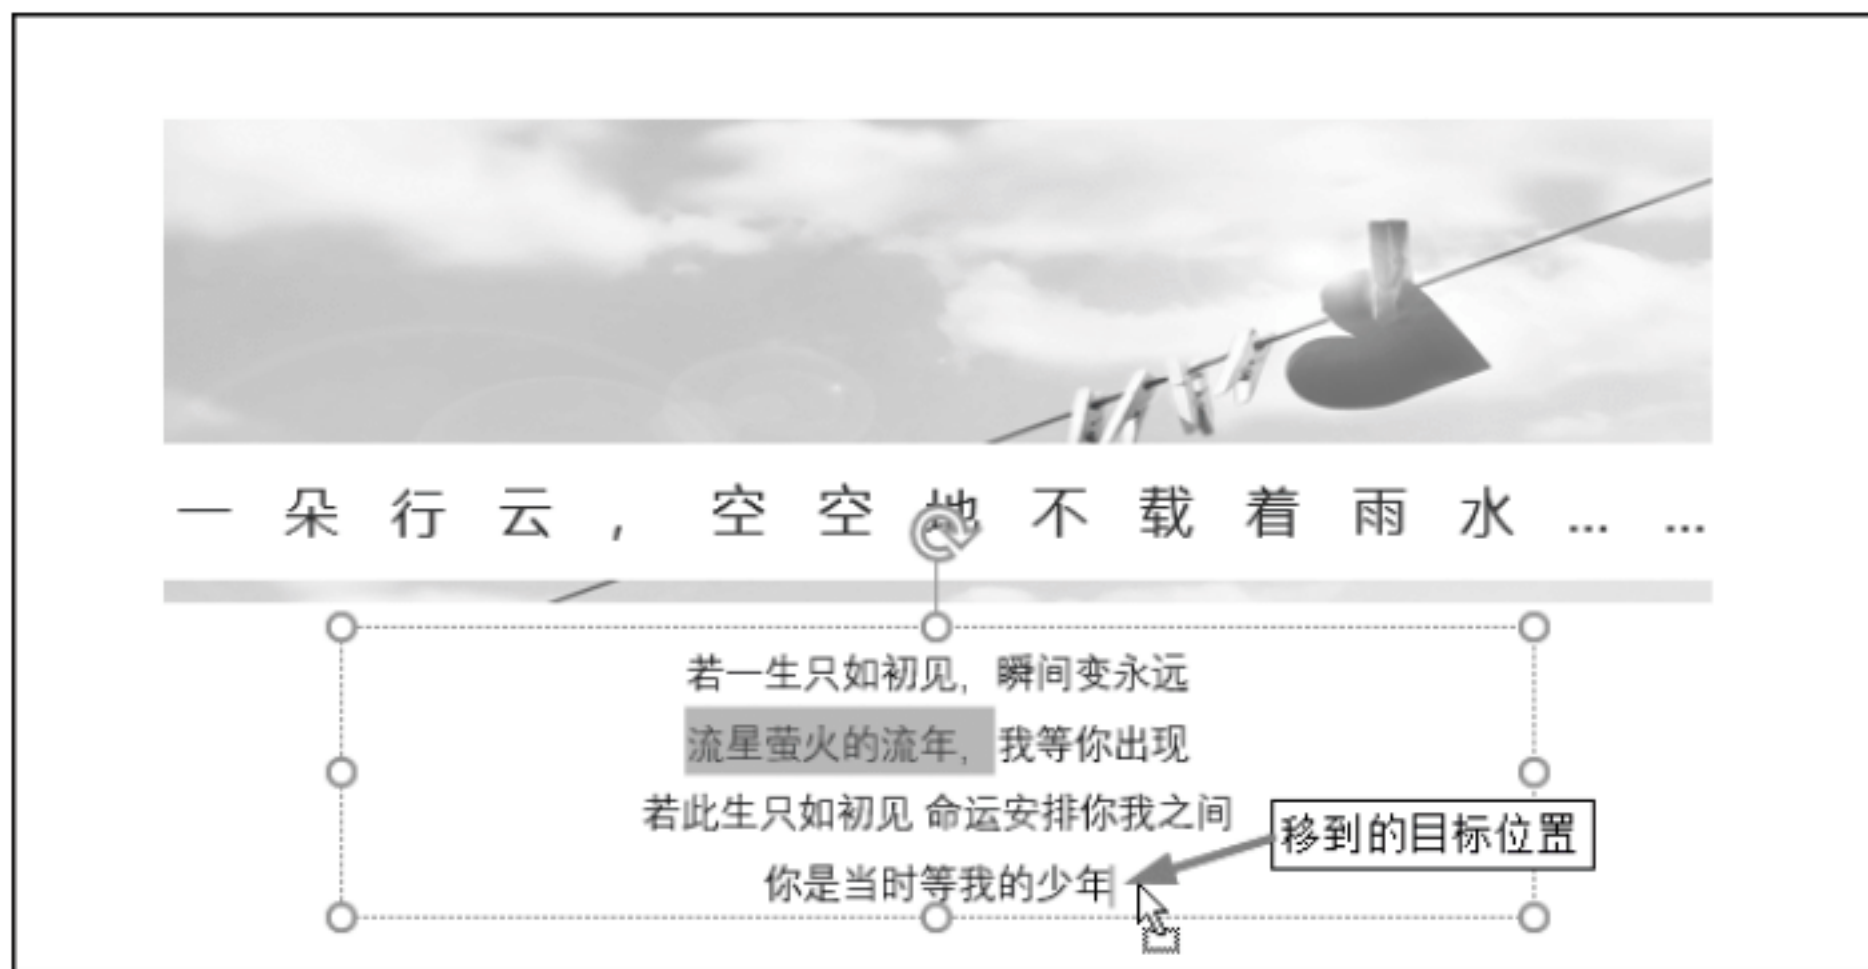 一朵行云，空空地不载着雨水……
若一生只如初见，瞬间变永远
流星萤火的流年，我等你出现
若此生只如初见 命运安排你我之间
移到的目标位置
你是当时等我的少年